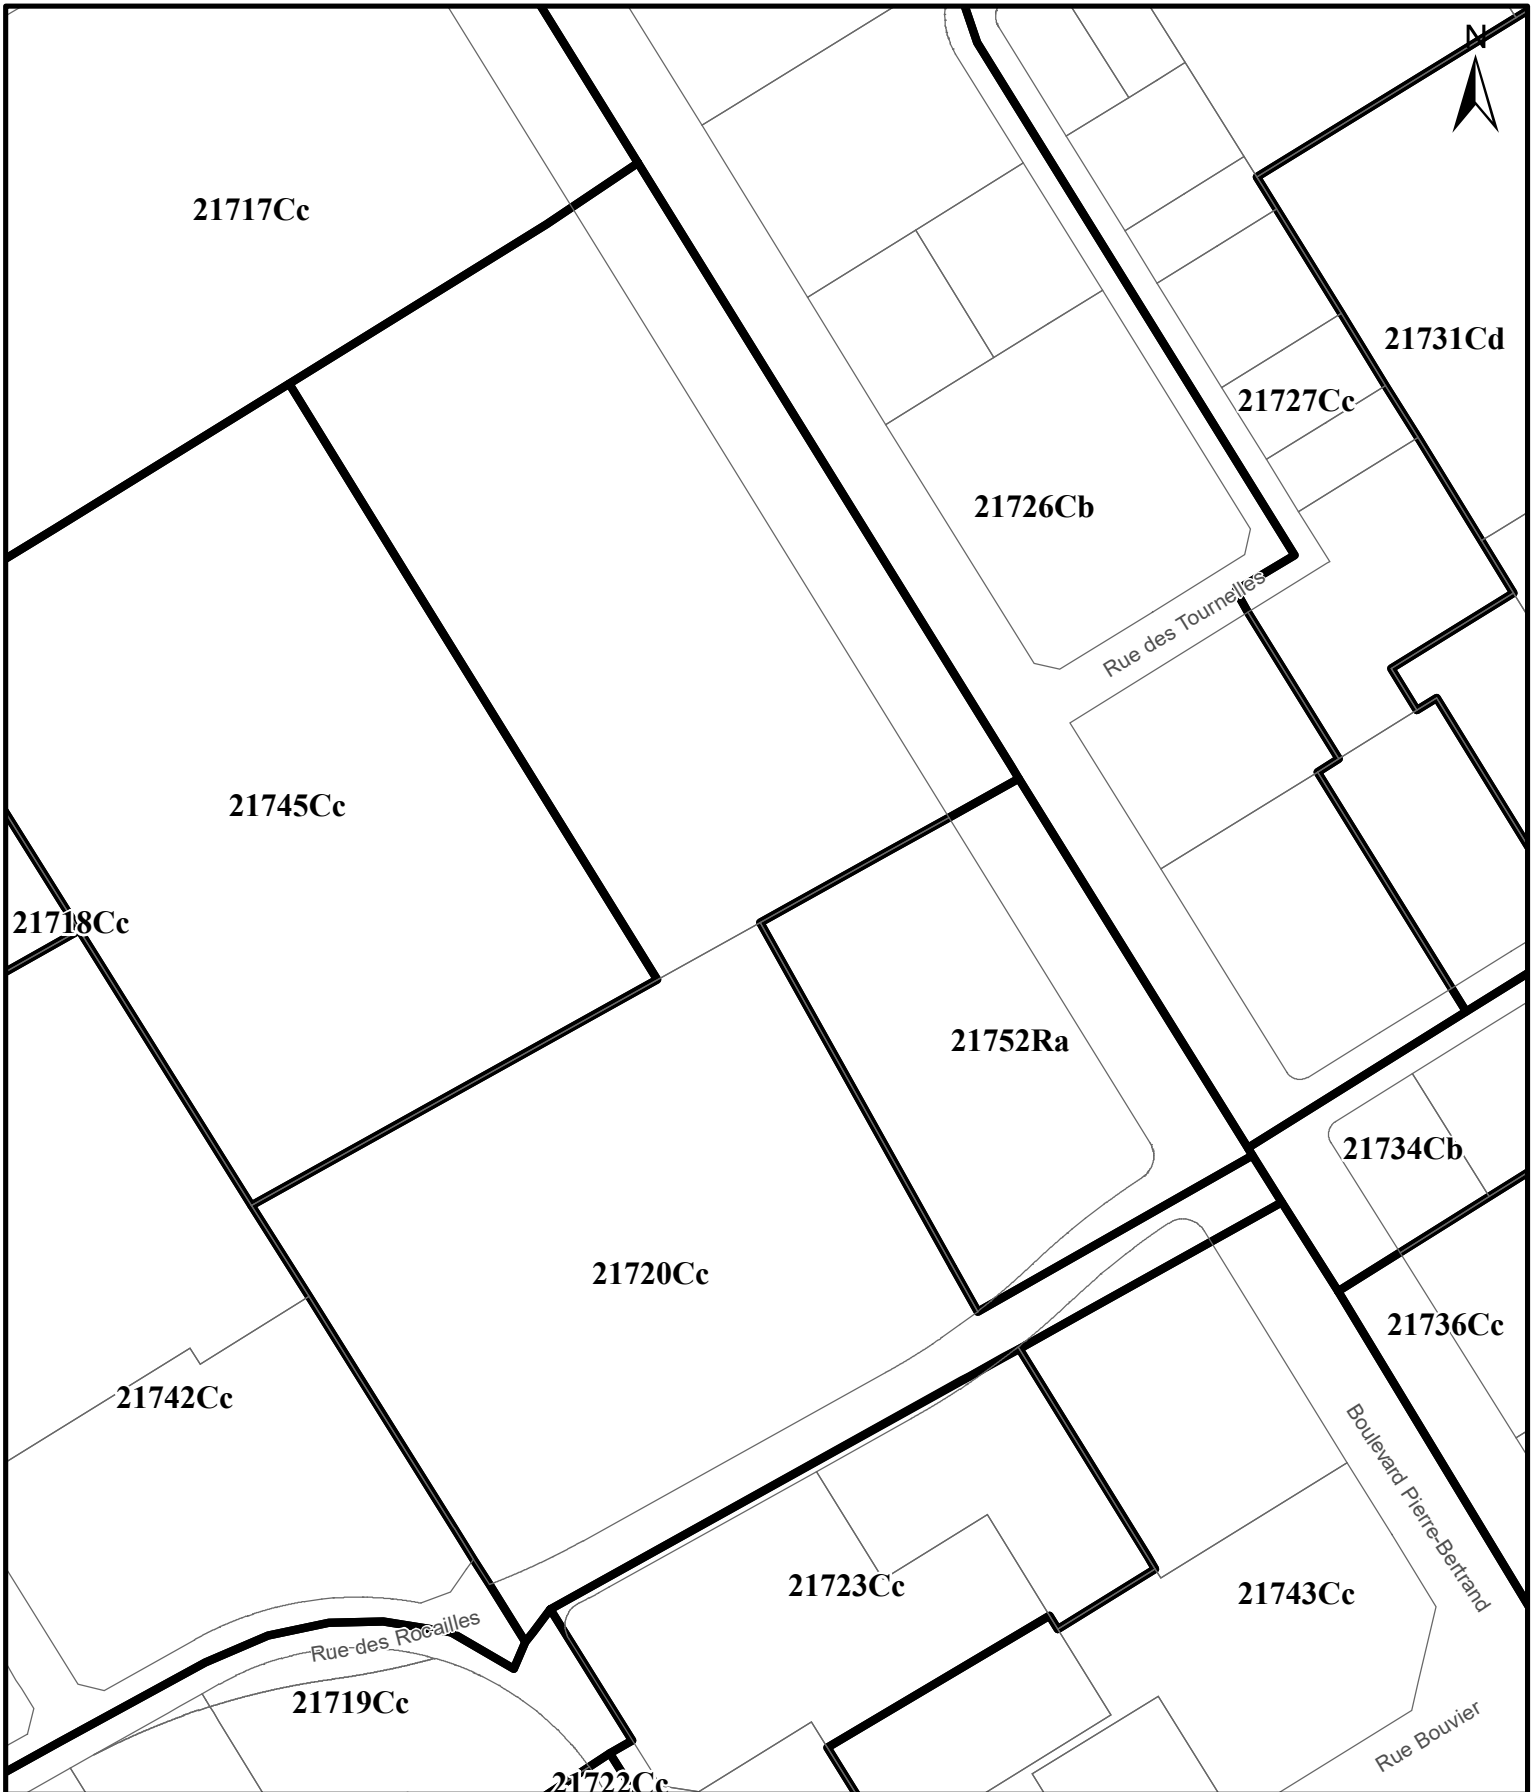 N
21717Cc
21731Cd
21727Cc
21726Cb
Rue des Tournelles
21745Cc
21718Cc
21752Ra
21734Cb
21720Cc
21736Cc
21742Cc
Boulevard Pierre-Bertrand
21723Cc
21743Cc
Rue des Rocailles
21719Cc
Rue Bouvier
21722Cc